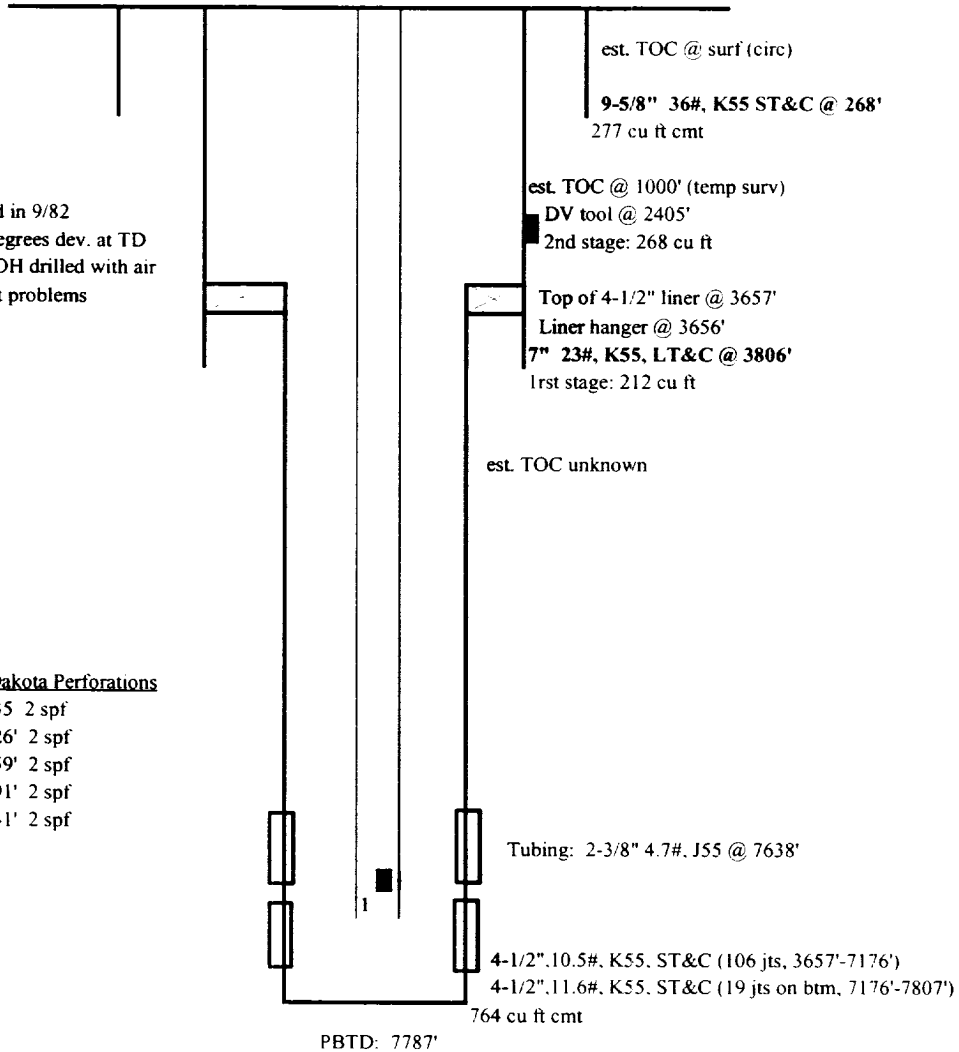 est. TOC @ surf (circ)
9-5/8" 36#, K55 ST&C @ 268'
277 cu ft cmt
est. TOC @ 1000' (temp surv)
DV tool @ 2405'
2nd stage: 268 cu ft
in 9/82
egrees dev. at TD
OH drilled with air
problems
Top of 4-1/2" liner @ 3657'
Liner hanger @ 3656'
7" 23#, K55, LT&C @ 3806'
1rst stage: 212 cu ft
est. TOC unknown
akota Perforations
5 2 spf
26' 2 spf
59' 2 spf
91' 2 spf
1' 2 spf
Tubing: 2-3/8" 4.7#, J55 @ 7638'
1
4-1/2",10.5#, K55, ST&C (106 jts, 3657'-7176')
4-1/2",11.6#, K55, ST&C (19 jts on btm, 7176'-7807')
764 cu ft cmt
PBTD: 7787'